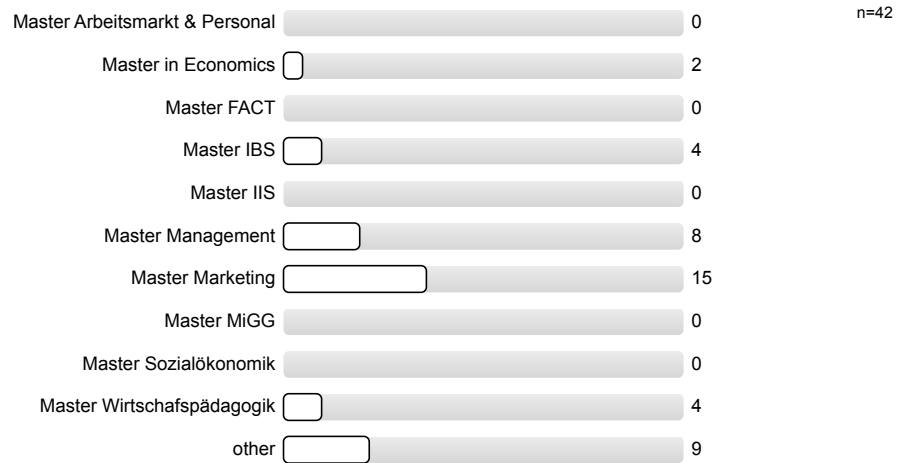 Master Arbeitsmarkt & Personal 0 n=42
Master in Economics 2
Master FACT 0
Master IBS 4
Master IIS 0
Master Management 8
Master Marketing 15
Master MiGG 0
Master Sozialökonomik 0
Master Wirtschafspädagogik 4
other 9